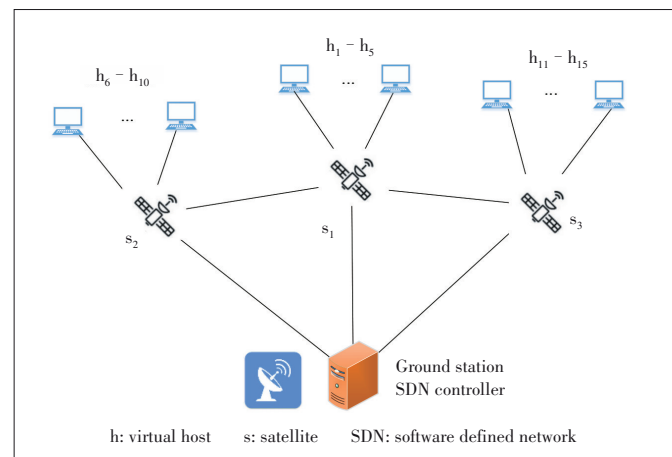 h1 - h5
h6 - h10
h11 - h15
...
...
...
s1
s2
s3
Ground station
SDN controller
h: virtual host s: satellite SDN: software defined network